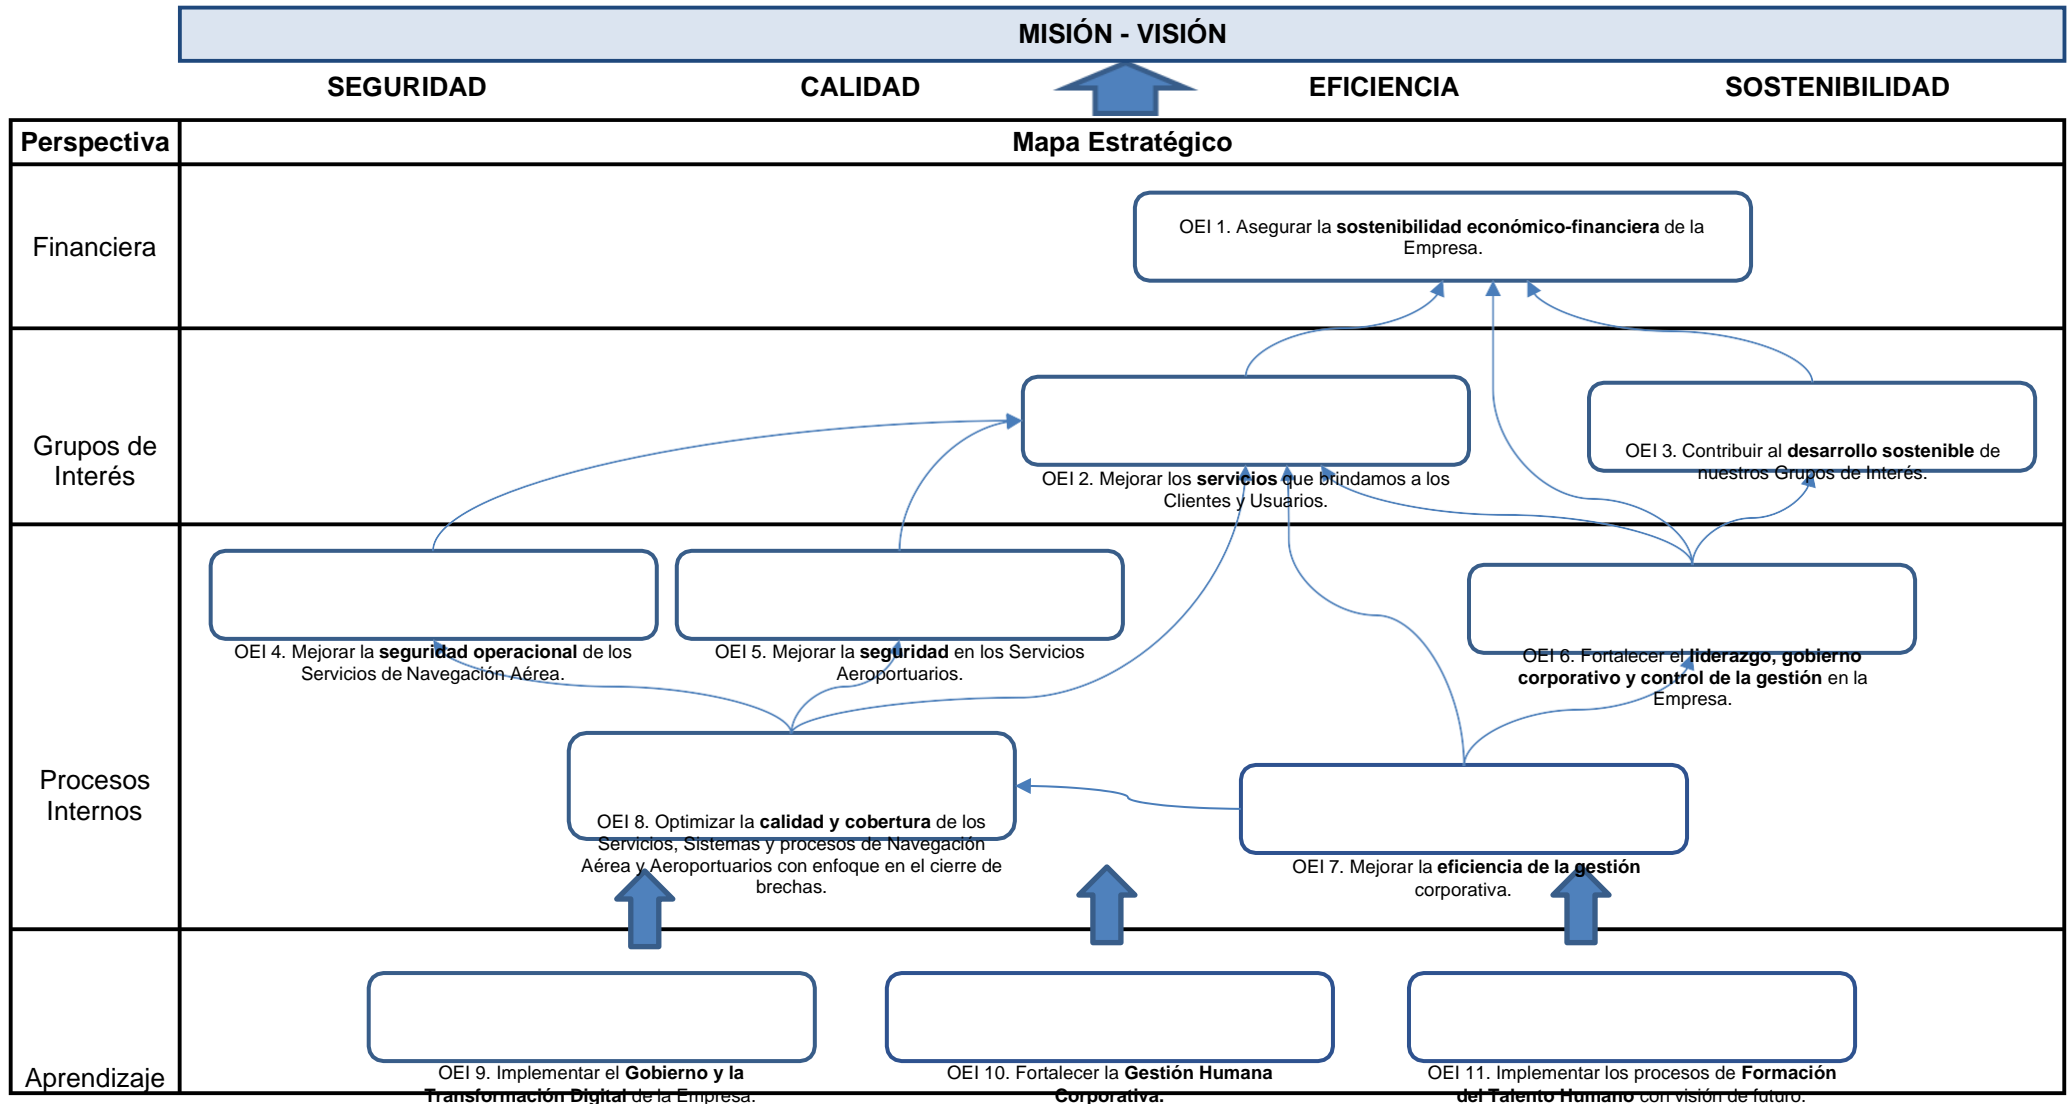 MISIÓN - VISIÓN
SEGURIDAD
CALIDAD
EFICIENCIA
SOSTENIBILIDAD
Perspectiva
Mapa Estratégico
Financiera
OEI 1. Asegurar la sostenibilidad económico-financiera de la
Empresa.
Grupos de
Interés
OEI 2. Mejorar los servicios que brindamos a los
Clientes y Usuarios.
OEI 3. Contribuir al desarrollo sostenible de
nuestros Grupos de Interés.
Procesos
Internos
OEI 4. Mejorar la seguridad operacional de los
Servicios de Navegación Aérea.
OEI 5. Mejorar la seguridad en los Servicios
Aeroportuarios.
OEI 6. Fortalecer el liderazgo, gobierno
corporativo y control de la gestión en la
Empresa.
OEI 8. Optimizar la calidad y cobertura de los
Servicios, Sistemas y procesos de Navegación
Aérea y Aeroportuarios con enfoque en el cierre de
brechas.
OEI 7. Mejorar la eficiencia de la gestión
corporativa.
Aprendizaje
OEI 9. Implementar el Gobierno y la
Transformación Digital de la Empresa.
OEI 10. Fortalecer la Gestión Humana
Corporativa.
OEI 11. Implementar los procesos de Formación
del Talento Humano con visión de futuro.